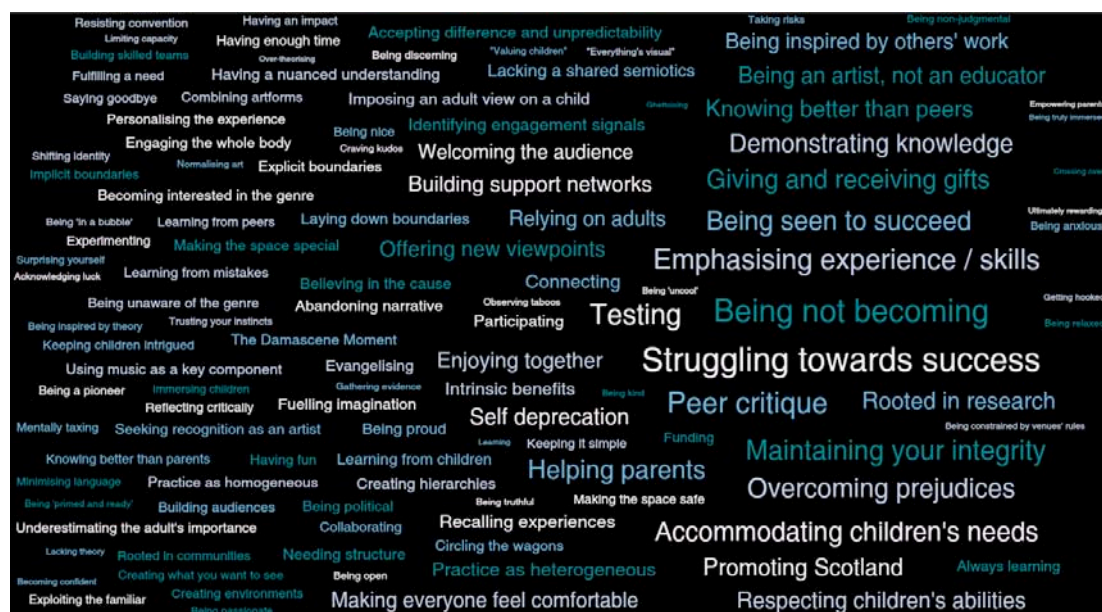 Resisting convention
Having an impact
Taking risks
Being non-judgmental
Limiting capacity
Having enough time
Accepting difference and unpredictability
Being inspired by others' work
Building skilled teams
Over-theorising
Being discerning
"Valuing children"
"Everything's visual"
Fulfilling a need
Having a nuanced understanding
Lacking a shared semiotics
Being an artist, not an educator
Saying goodbye
Combining artforms
Imposing an adult view on a child
Ghettoising
Knowing better than peers
Empowering parents
Personalising the experience
Being nice
Identifying engagement signals
Being truly immersed
Engaging the whole body
Craving kudos
Welcoming the audience
Demonstrating knowledge
Shifting identity
Normalising art
Explicit boundaries
Implicit boundaries
Building support networks
Giving and receiving gifts
Crossing over
Becoming interested in the genre
Being 'in a bubble'
Learning from peers
Laying down boundaries
Relying on adults
Being seen to succeed
Ultimately rewarding
Being anxious
Experimenting
Making the space special
Offering new viewpoints
Surprising yourself
Emphasising experience / skills
Acknowledging luck
Learning from mistakes
Believing in the cause
Connecting
Being 'uncool'
Being unaware of the genre
Abandoning narrative
Observing taboos
Testing
Being not becoming
Getting hooked
Being inspired by theory
Trusting your instincts
Participating
Being relaxed
Keeping children intrigued
The Damascene Moment
Using music as a key component
Evangelising
Enjoying together
Struggling towards success
Being a pioneer
Immersing children
Gathering evidence
Intrinsic benefits
Being kind
Reflecting critically
Fuelling imagination
Self deprecation
Peer critique
Rooted in research
Mentally taxing
Seeking recognition as an artist
Being proud
Learning
Keeping it simple
Funding
Being constrained by venues' rules
Knowing better than parents
Having fun
Learning from children
Helping parents
Maintaining your integrity
Minimising language
Practice as homogeneous
Creating hierarchies
Overcoming prejudices
Being 'primed and ready'
Building audiences
Being political
Being truthful
Making the space safe
Underestimating the adult's importance
Collaborating
Recalling experiences
Accommodating children's needs
Lacking theory
Rooted in communities
Needing structure
Circling the wagons
Becoming confident
Creating what you want to see
Being open
Practice as heterogeneous
Promoting Scotland
Always learning
Exploiting the familiar
Creating environments
Being passionate
Making everyone feel comfortable
Respecting children's abilities